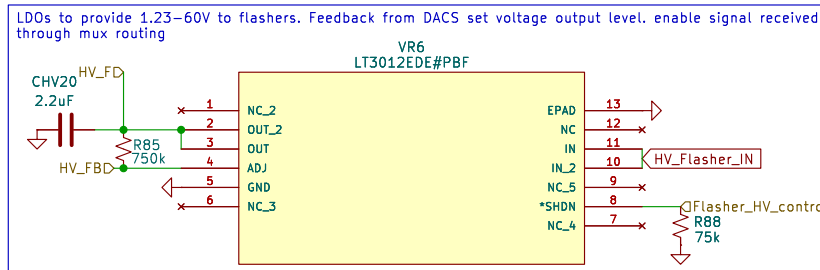 LDOs to provide 1.23-60V to flashers. Feedback from DACS set voltage output level. enable signal received
through mux routing
VR6
LT3012EDE#PBF
HV_F
CHV20
2.2uF
R85
750k
HV_FB
1 NC_2
2 OUT_2
3 OUT
4 ADJ
5 GND
6 NC_3
EPAD 13
NC 12
IN 11
IN_2 10
NC_5 9
*SHDN 8
NC_4 7
HV_Flasher_IN
Flasher_HV_contro
R88
75k